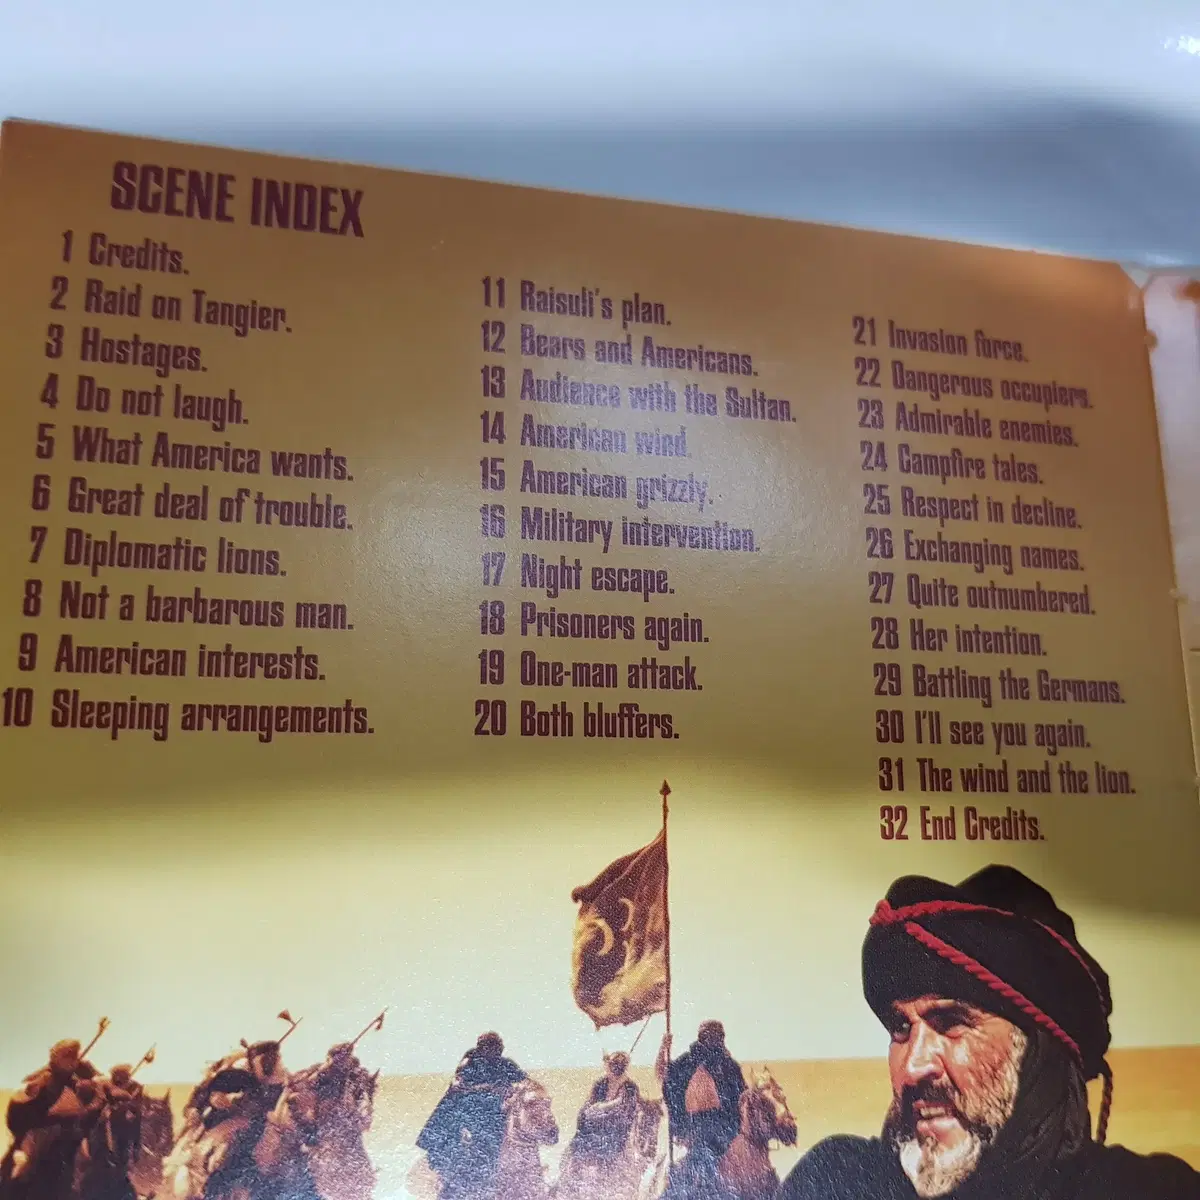 SCENE INDEX
1 Credits.
2 Raid on Tangier.
3 Hostages.
4 Do not laugh.
5 What America wants.
6 Great deal of trouble.
7 Diplomatic lions.
8 Not a barbarous man.
9 American interests.
10 Sleeping arrangements.
11 Raisuli's plan.
12 Bears and Americans.
13 Audience with the Sultan.
14 American wind.
15 American grizzly.
16 Military intervention.
17 Night escape.
18 Prisoners again.
19 One-man attack.
20 Both bluffers.
21 Invasion force.
22 Dangerous occupiers.
23 Admirable enemies.
24 Campfire tales.
25 Respect in decline.
26 Exchanging names.
27 Quite outnumbered.
28 Her intention.
29 Battling the Germans.
30 I'll see you again.
31 The wind and the lion.
32 End Credits.